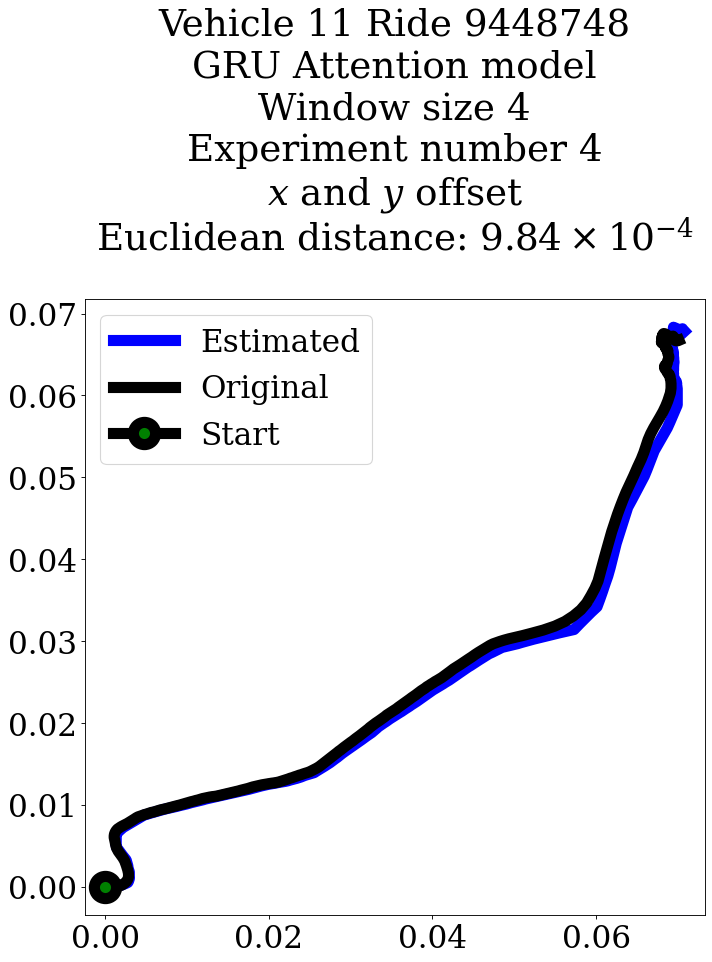 Vehicle 11 Ride 9448748
GRU Attention model
Window size 4
Experiment number 4
x and y offset
Euclidean distance: 9.84 × 10⁻⁴
0.07
0.06
0.05
0.04
0.03
0.02
0.01
0.00
Estimated
Original
Start
0.00 0.02 0.04 0.06